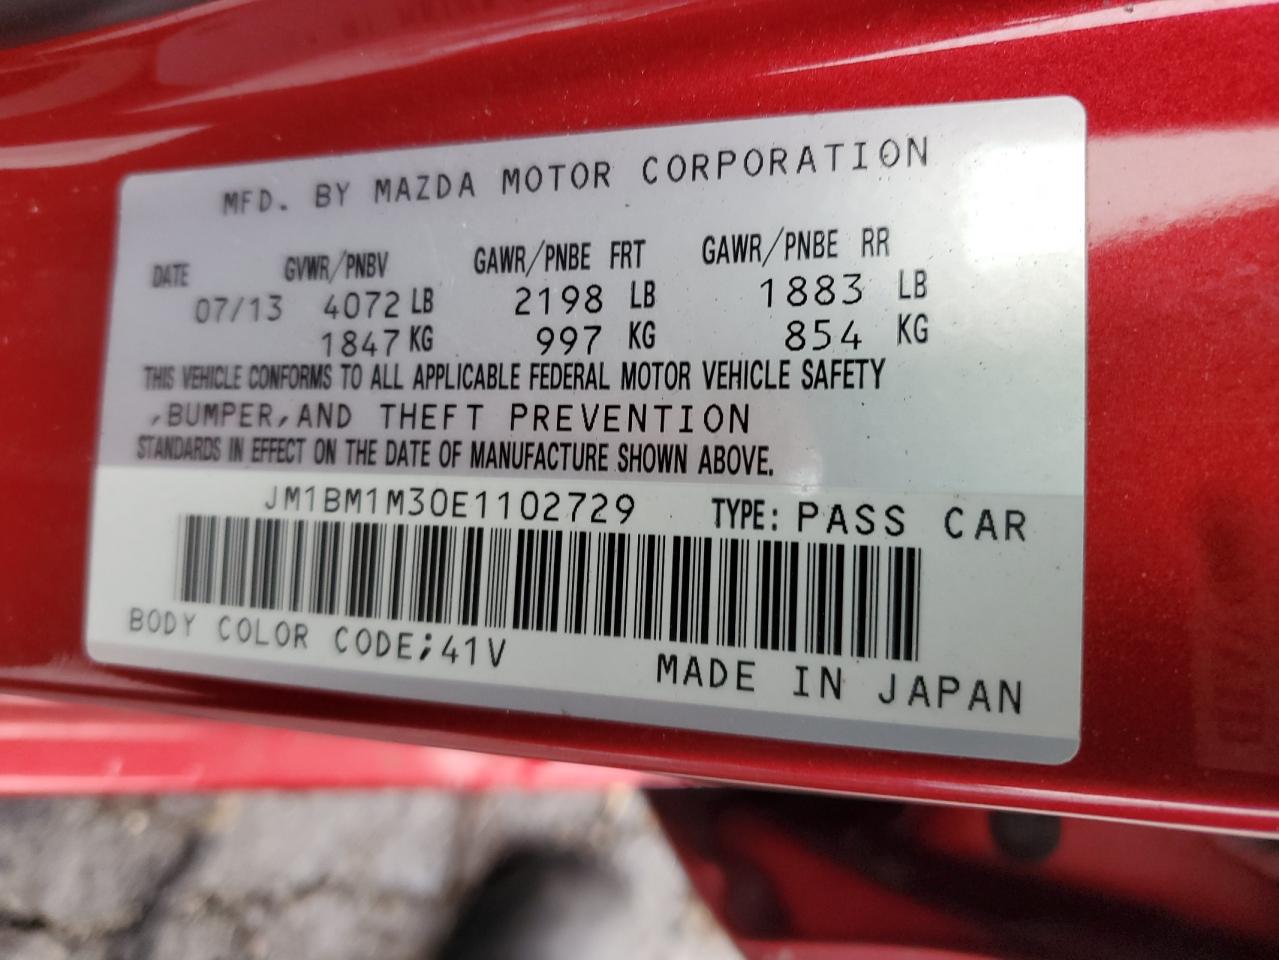 MFD. BY MAZDA MOTOR CORPORATION
DATE GVWR/PNBV GAWR/PNBE FRT GAWR/PNBE RR
07/13 4072 LB 2198 LB 1883 LB
1847 KG 997 KG 854 KG
THIS VEHICLE CONFORMS TO ALL APPLICABLE FEDERAL MOTOR VEHICLE SAFETY
,BUMPER,AND THEFT PREVENTION
STANDARDS IN EFFECT ON THE DATE OF MANUFACTURE SHOWN ABOVE.
JM1BM1M30E1102729 TYPE: PASS CAR
BODY COLOR CODE;41V
MADE IN JAPAN